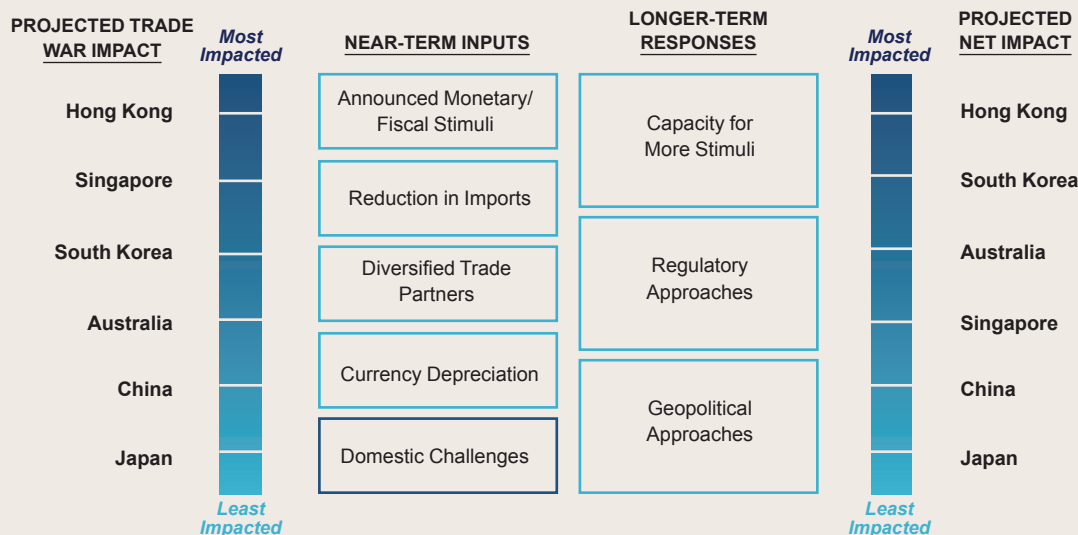 PROJECTED TRADE
WAR IMPACT
Most
Impacted
Hong Kong
Singapore
South Korea
Australia
China
Japan
Least
Impacted
NEAR-TERM INPUTS
Announced Monetary/
Fiscal Stimuli
Reduction in Imports
Diversified Trade
Partners
Currency Depreciation
Domestic Challenges
LONGER-TERM
RESPONSES
Capacity for
More Stimuli
Regulatory
Approaches
Geopolitical
Approaches
Most
Impacted
Least
Impacted
PROJECTED
NET IMPACT
Hong Kong
South Korea
Australia
Singapore
China
Japan